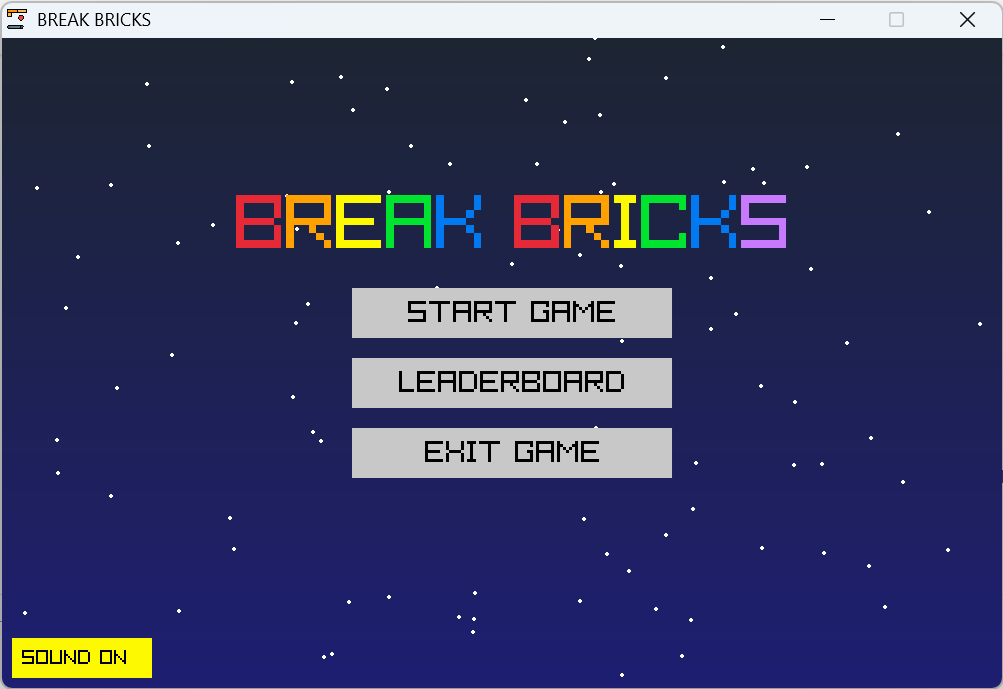 BREAK BRICKS
BREAK BRICKS
START GAME
LEADERBOARD
EXIT GAME
SOUND ON